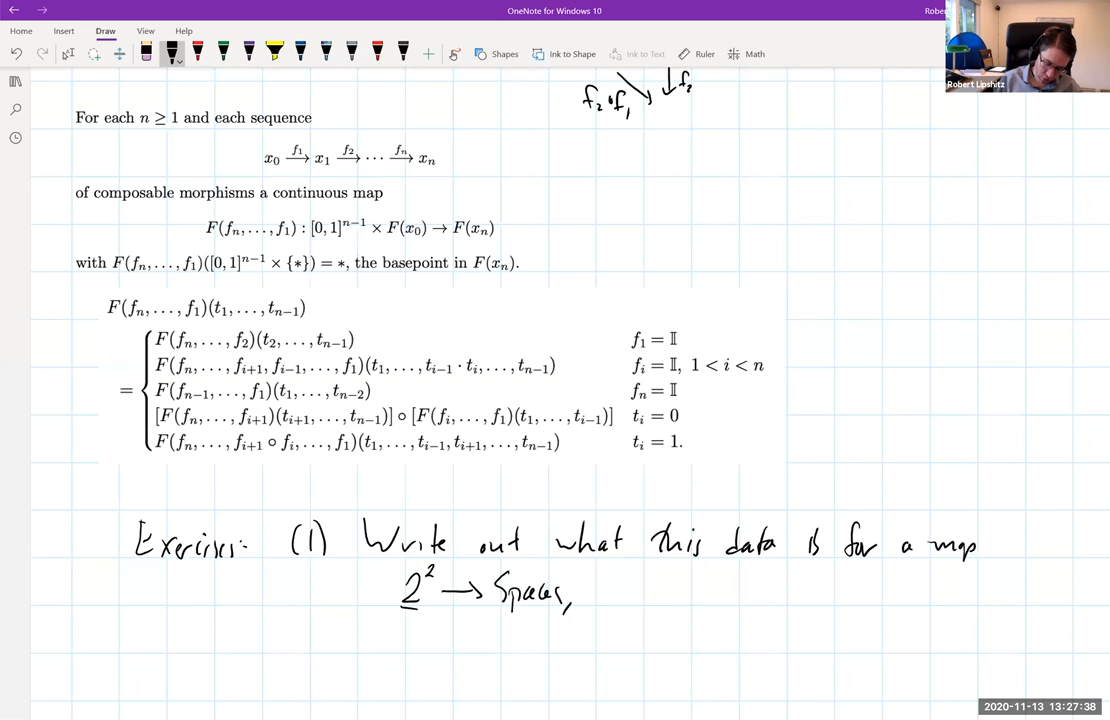 OneNote for Windows 10
Home Insert Draw View Help
Shapes Ink to Shape Ink to Text Ruler Math
Robert Lipshitz
f₂∘f₁ f₂
For each n ≥ 1 and each sequence
x₀ —f₁→ x₁ —f₂→ ⋯ —fₙ→ xₙ
of composable morphisms a continuous map
F(fₙ, …, f₁) : [0, 1]ⁿ⁻¹ × F(x₀) → F(xₙ)
with F(fₙ, …, f₁)([0, 1]ⁿ⁻¹ × {*}) = *, the basepoint in F(xₙ).
F(fₙ, …, f₁)(t₁, …, tₙ₋₁)
F(fₙ, …, f₂)(t₂, …, tₙ₋₁) f₁ = 𝕀
F(fₙ, …, fᵢ₊₁, fᵢ₋₁, …, f₁)(t₁, …, tᵢ₋₁ · tᵢ, …, tₙ₋₁) fᵢ = 𝕀, 1 < i < n
= { F(fₙ₋₁, …, f₁)(t₁, …, tₙ₋₂) fₙ = 𝕀
[F(fₙ, …, fᵢ₊₁)(tᵢ₊₁, …, tₙ₋₁)] ∘ [F(fᵢ, …, f₁)(t₁, …, tᵢ₋₁)] tᵢ = 0
F(fₙ, …, fᵢ₊₁ ∘ fᵢ, …, f₁)(t₁, …, tᵢ₋₁, tᵢ₊₁, …, tₙ₋₁) tᵢ = 1.
Exercises: (1) Write out what this data is for a map
2² → Spaces,
2020-11-13 13:27:38